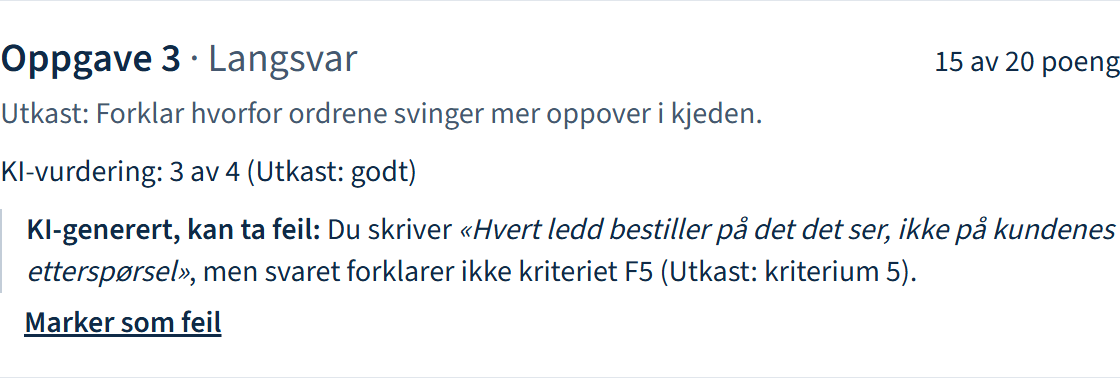 Oppgave 3 · Langsvar
15 av 20 poeng
Utkast: Forklar hvorfor ordrene svinger mer oppover i kjeden.
KI-vurdering: 3 av 4 (Utkast: godt)
KI-generert, kan ta feil: Du skriver «Hvert ledd bestiller på det det ser, ikke på kundenes
etterspørsel», men svaret forklarer ikke kriteriet F5 (Utkast: kriterium 5).
Marker som feil